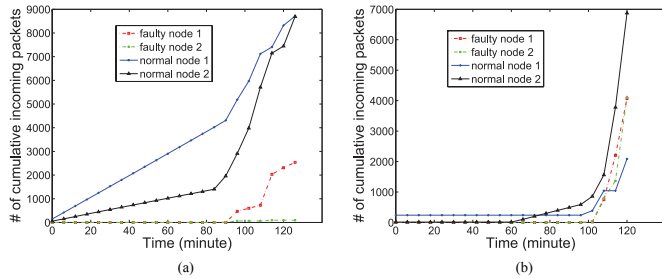 9000
8000
7000
6000
5000
4000
3000
2000
1000
0
# of cumulative incoming packets
faulty node 1
faulty node 2
normal node 1
normal node 2
0 20 40 60 80 100 120
Time (minute)
(a)
7000
6000
5000
4000
3000
2000
1000
0
# of cumulative incoming packets
faulty node 1
faulty node 2
normal node 1
normal node 2
0 20 40 60 80 100 120
Time (minute)
(b)